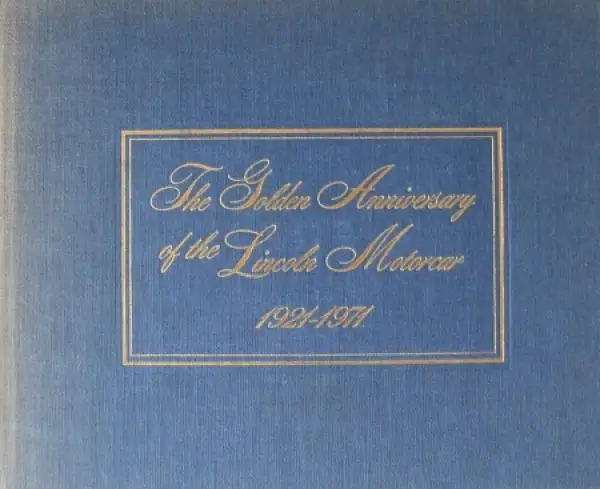 The Golden Anniversary
of the Lincoln Motorcar
1921-1971